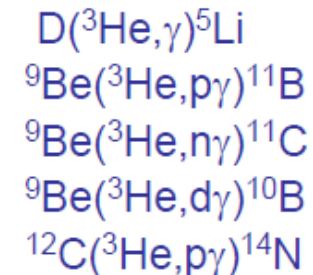 D(³He,γ)⁵Li
⁹Be(³He,pγ)¹¹B
⁹Be(³He,nγ)¹¹C
⁹Be(³He,dγ)¹⁰B
¹²C(³He,pγ)¹⁴N